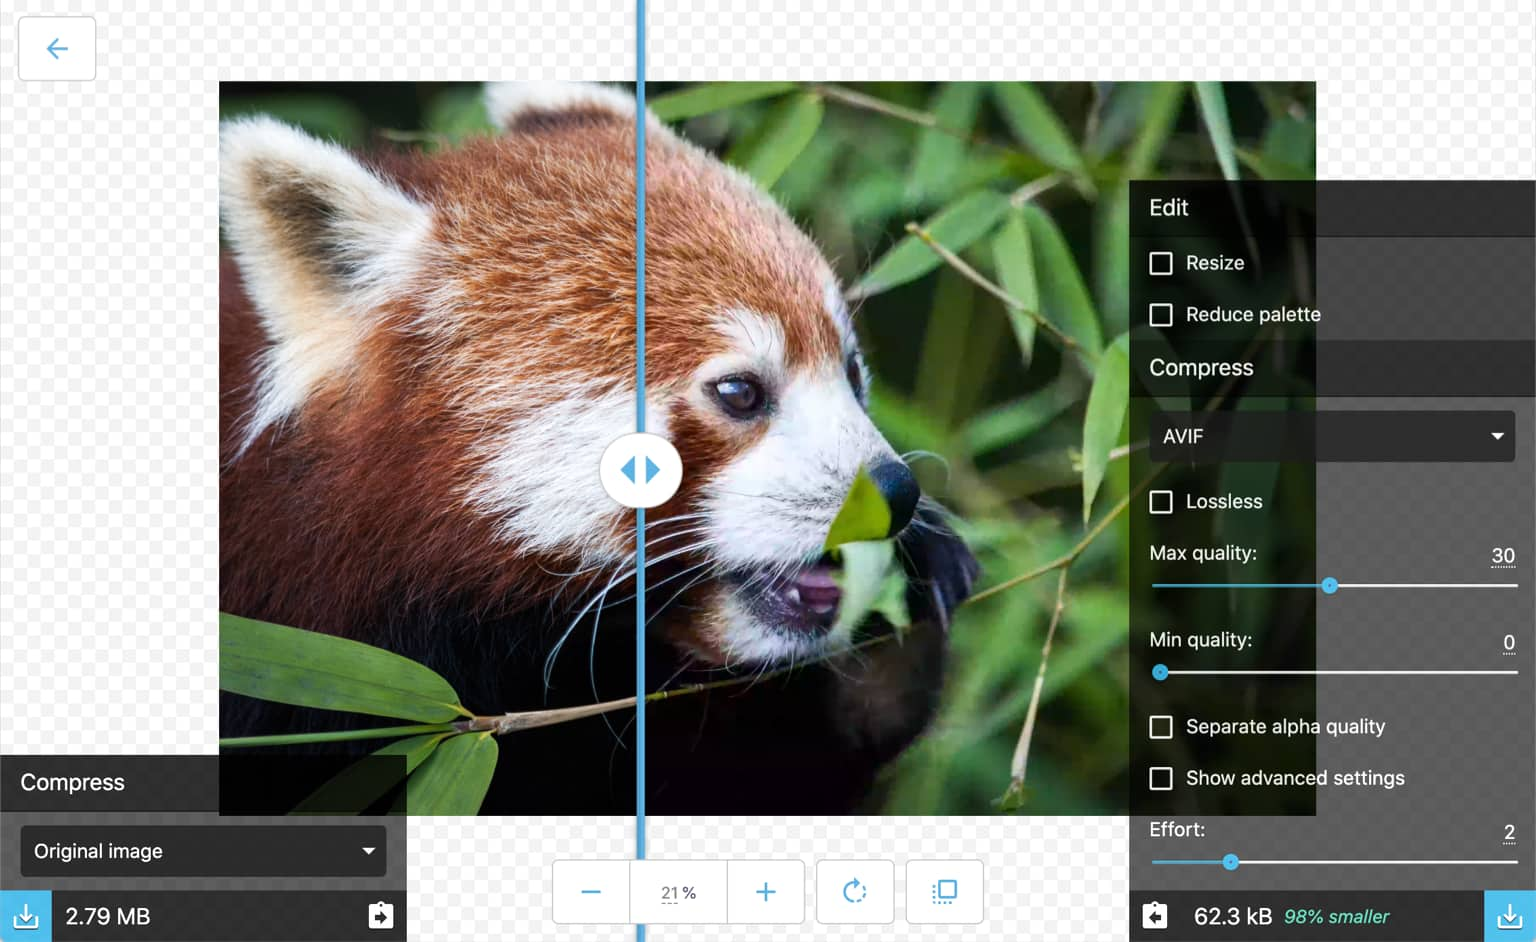 Edit
Resize
Reduce palette
Compress
AVIF
Lossless
Max quality: 30
Min quality: 0
Separate alpha quality
Show advanced settings
Effort: 2
62.3 kB 98% smaller
Compress
Original image
2.79 MB
21 %